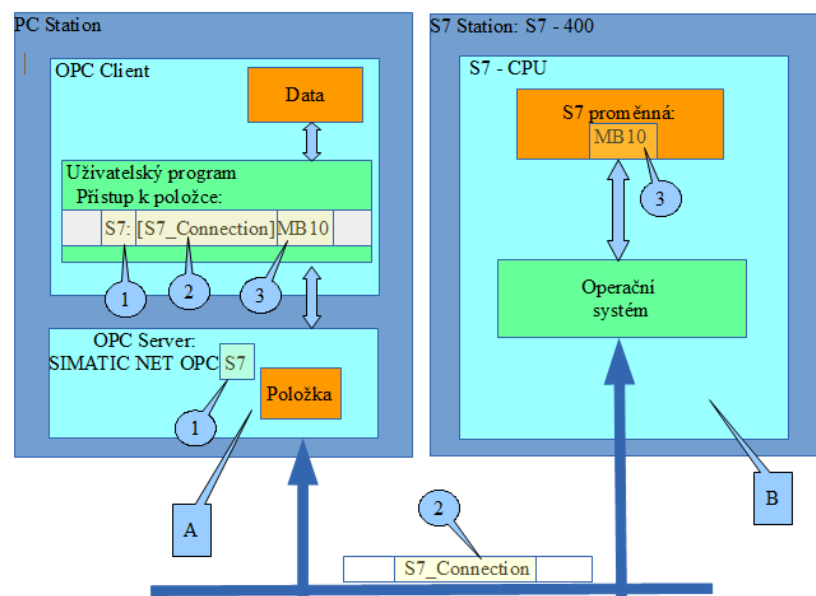 PC Station
OPC Client
Data
Uživatelský program
Přístup k položce:
S7: [S7_Connection]MB10
1
2
3
OPC Server:
SIMATIC NET OPC S7
1
Položka
A
S7 Station: S7 - 400
S7 - CPU
S7 proměnná:
MB10
3
Operační
systém
B
2
S7_Connection